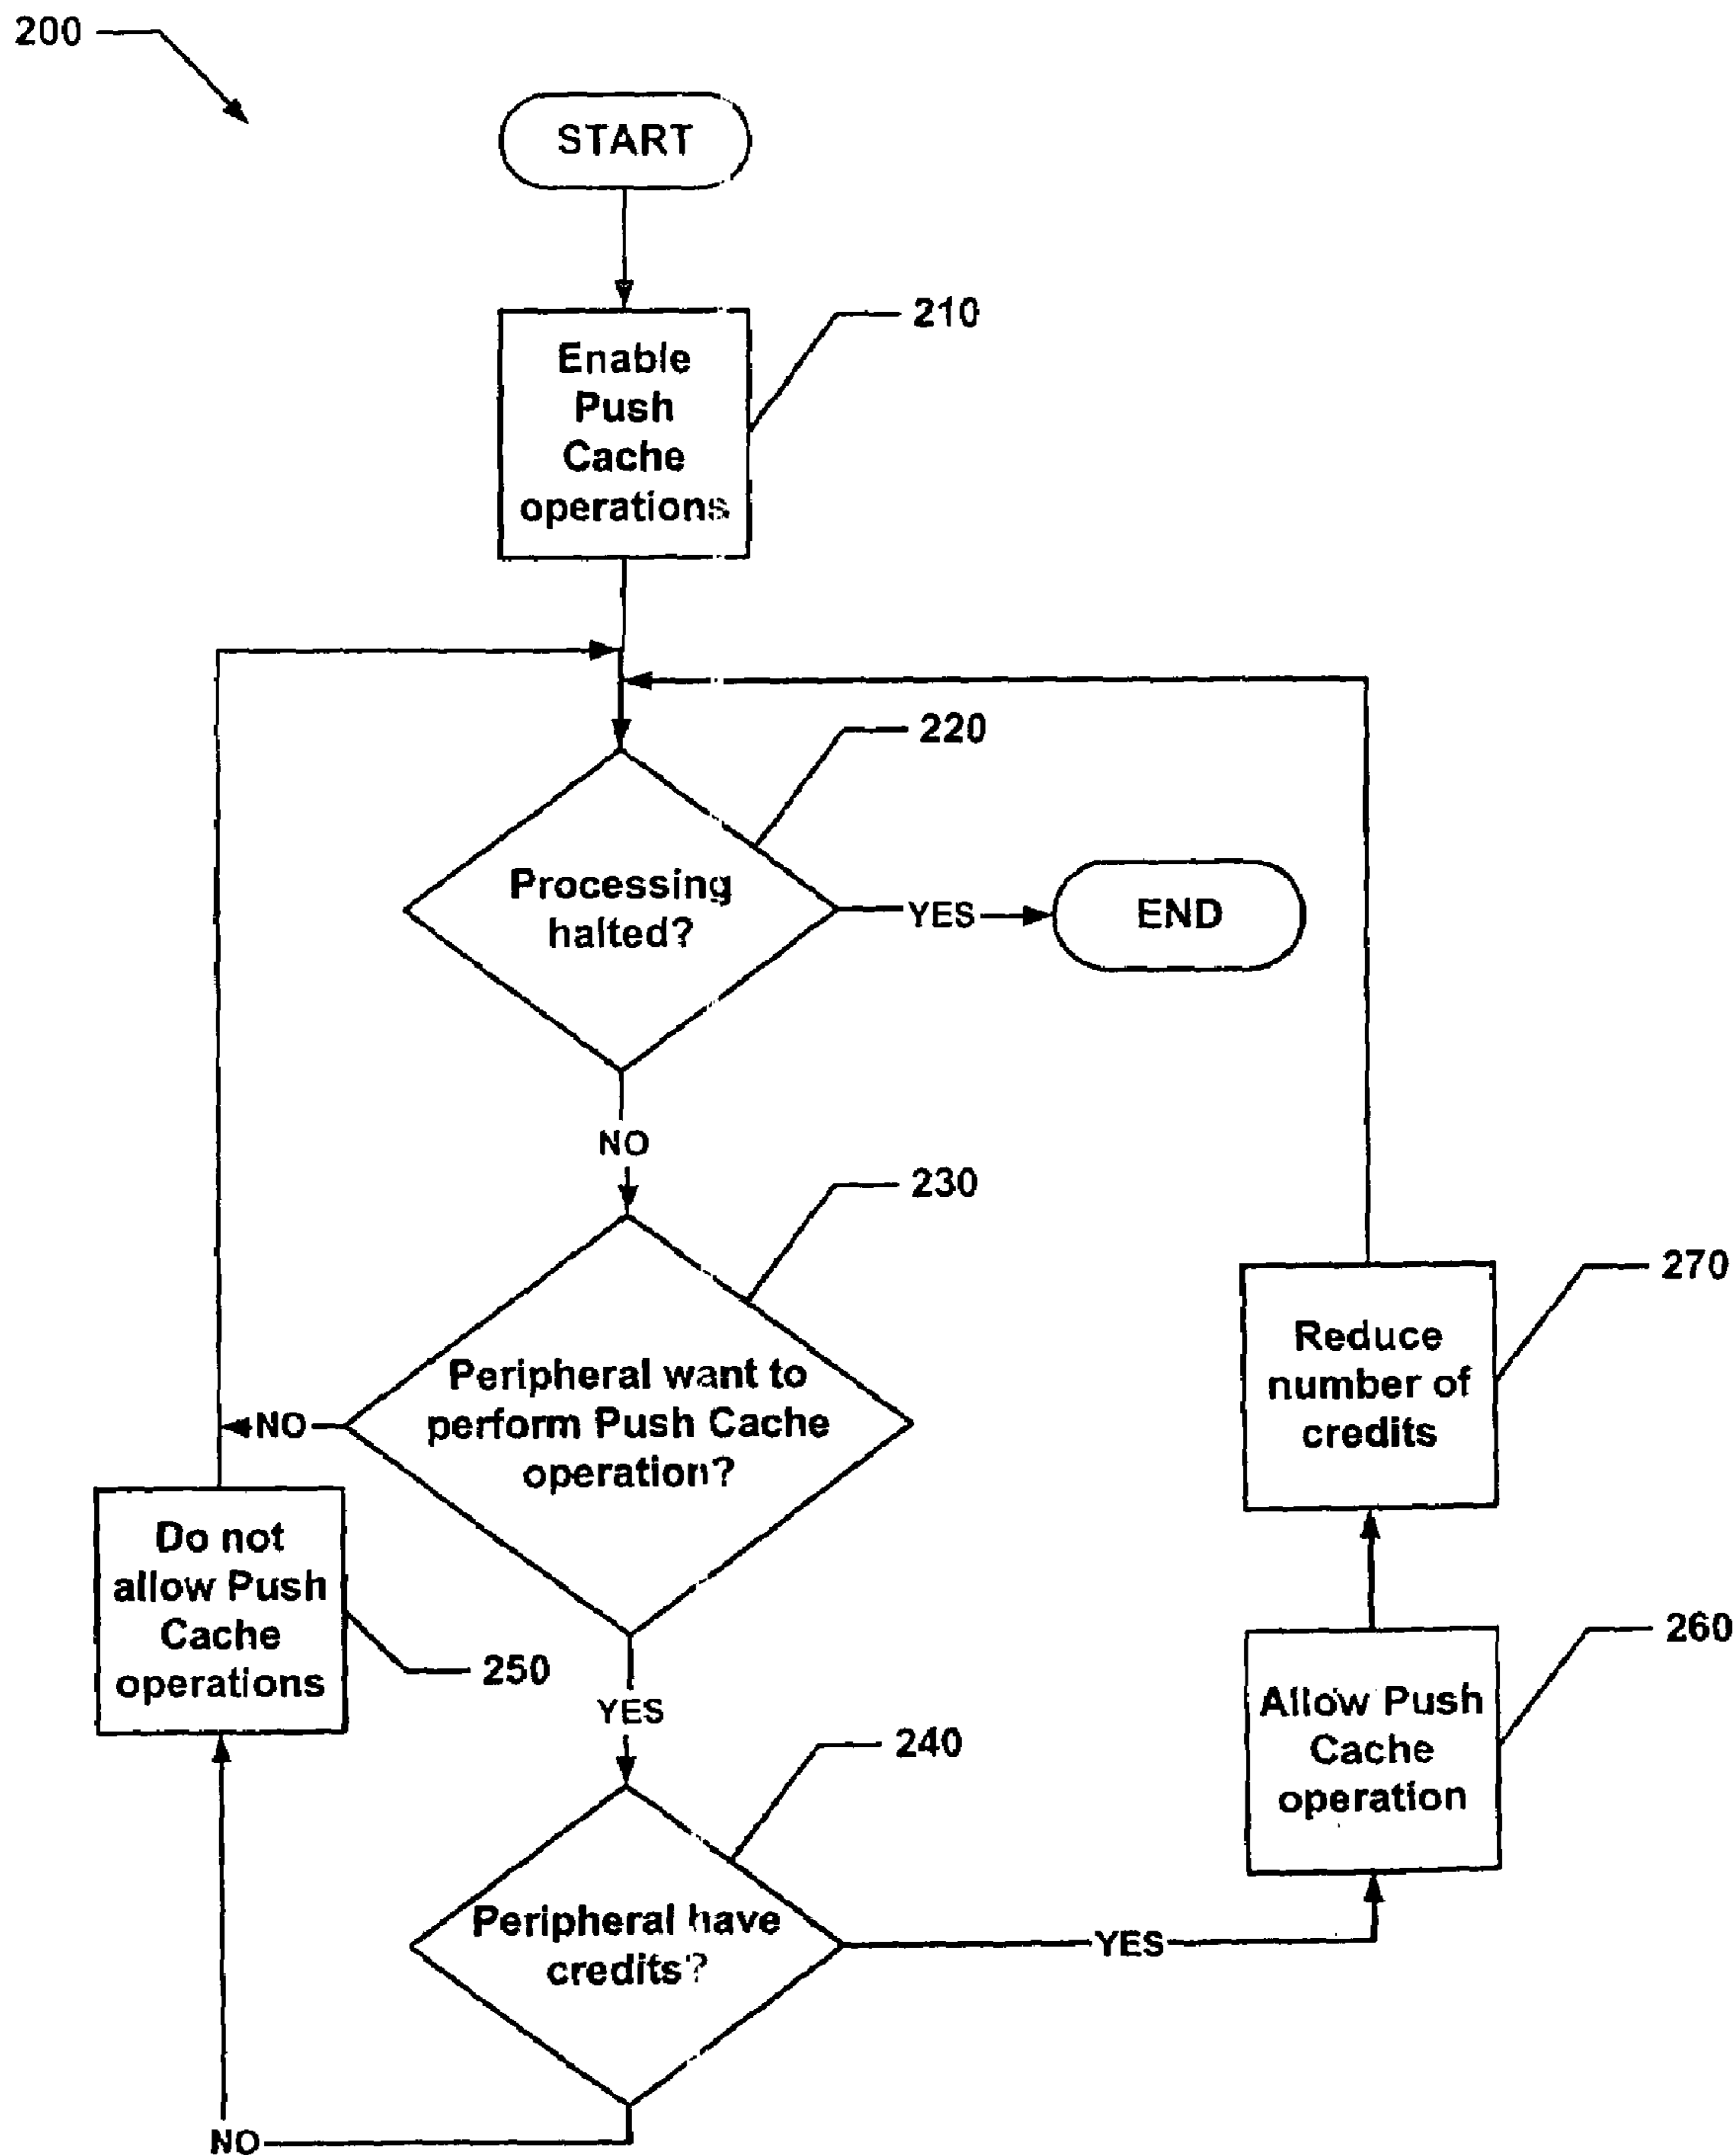 200
START
210
Enable
Push
Cache
operations
220
Processing
halted?
YES
END
NO
230
Peripheral want to
perform Push Cache
operation?
NO
270
Reduce
number of
credits
Do not
allow Push
Cache
operations
250
YES
260
Allow Push
Cache
operation
240
Peripheral have
credits?
YES
NO